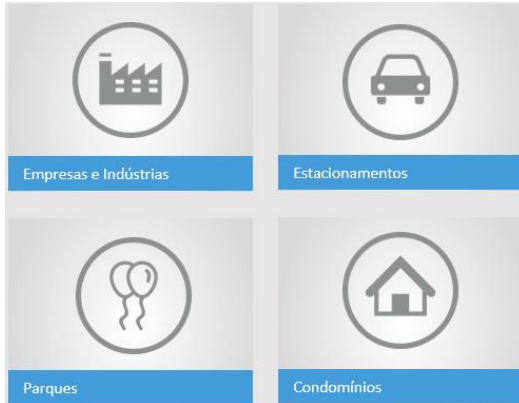 Empresas e Indústrias
Estacionamentos
Parques
Condomínios